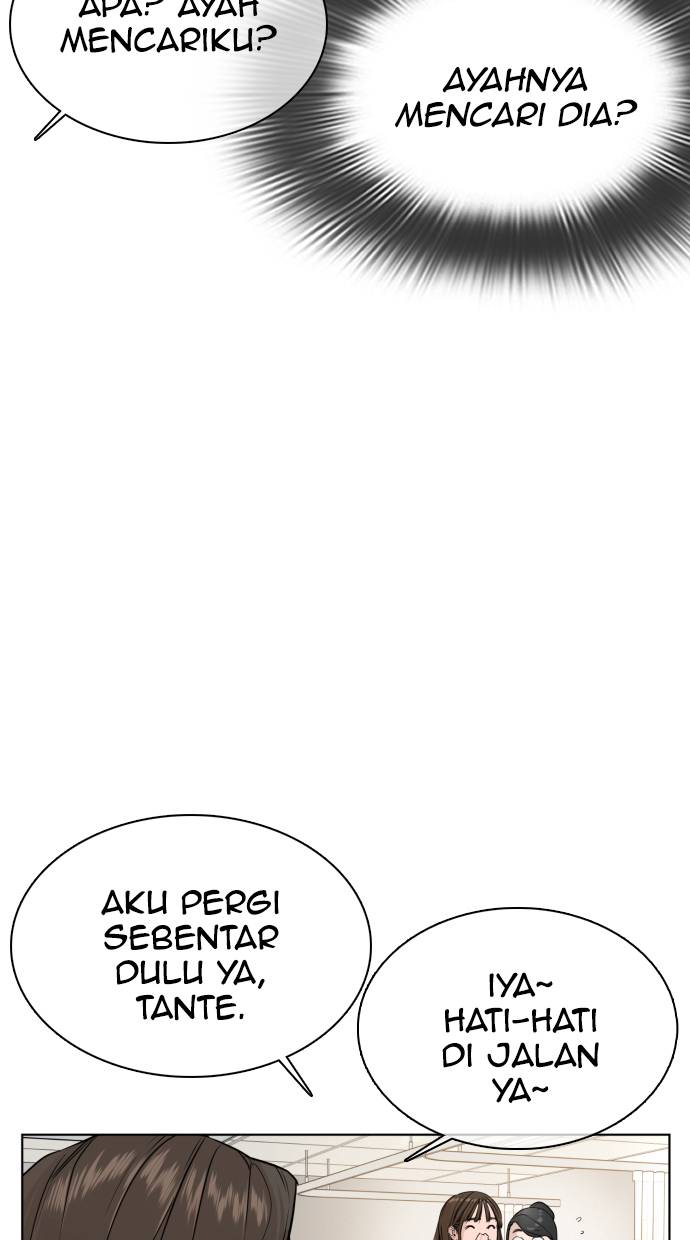 APA? AYAH
MENCARIKU?
AYAHNYA
MENCARI DIA?
AKU PERGI
SEBENTAR
DULU YA,
TANTE.
IYA~
HATI-HATI
DI JALAN
YA~